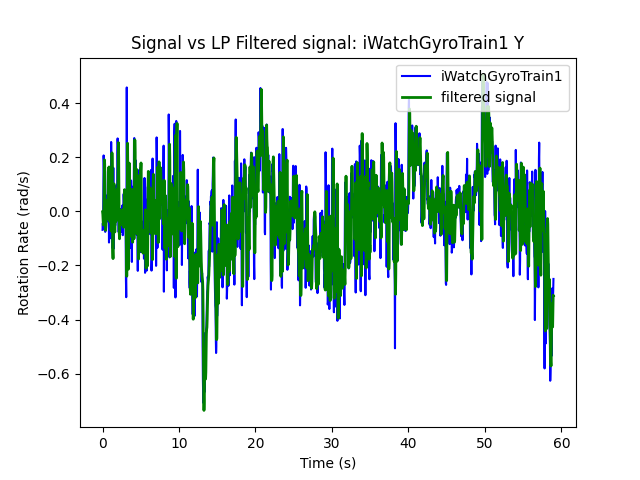 Signal vs LP Filtered signal: iWatchGyroTrain1 Y
iWatchGyroTrain1
filtered signal
Rotation Rate (rad/s)
0.4
0.2
0.0
−0.2
−0.4
−0.6
0 10 20 30 40 50 60
Time (s)